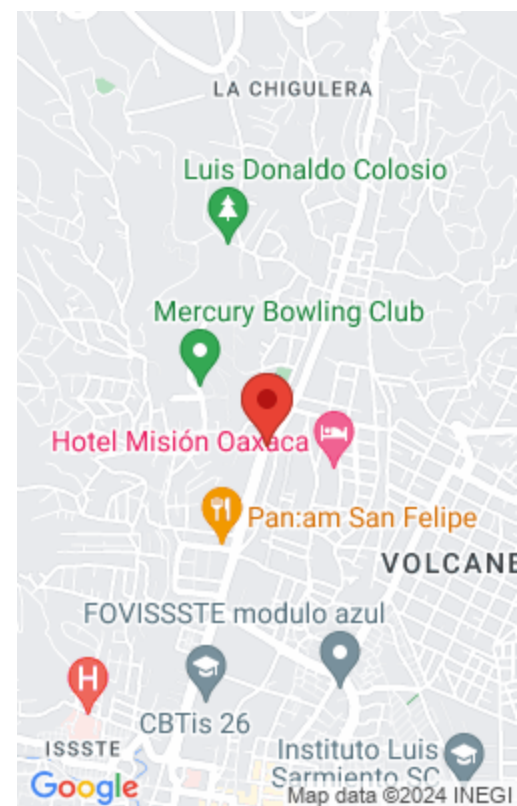 LA CHIGULERA
Luis Donaldo Colosio
Mercury Bowling Club
Hotel Misión Oaxaca
Pan:am San Felipe
VOLCANE
FOVISSSTE modulo azul
H
CBTis 26
ISSSTE
Instituto Luis
Sarmiento SC
Google
Map data ©2024 INEGI